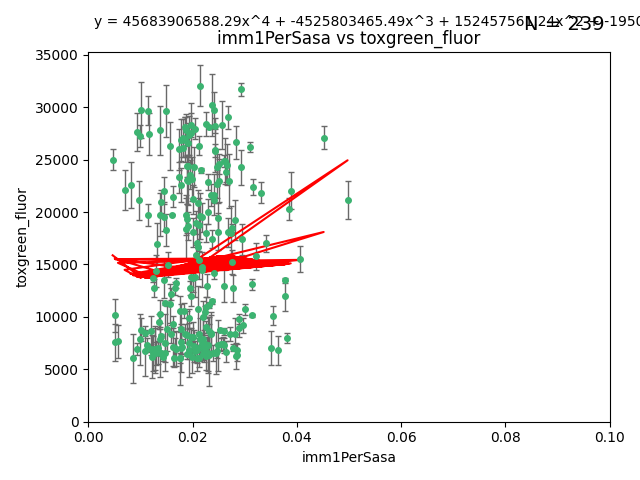 y = 45683906588.29x^4 + -4525803465.49x^3 +
N = 239
imm1PerSasa vs toxgreen_fluor
35000
30000
25000
20000
15000
10000
5000
0
toxgreen_fluor
0.00 0.02 0.04 0.06 0.08 0.10
imm1PerSasa